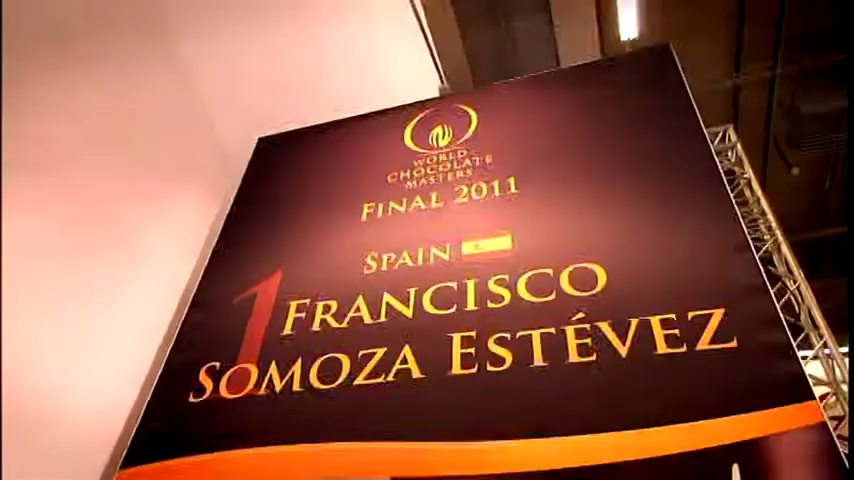 WORLD
CHOCOLATE
MASTERS
FINAL 2011
SPAIN
1 FRANCISCO
SOMOZA ESTÉVEZ